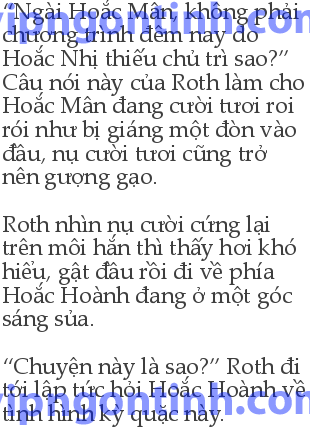 “Ngài Hoắc Mân, không phải
chương trình đêm nay do
Hoắc Nhị thiếu chủ trì sao?”
Câu nói này của Roth làm cho
Hoắc Mân đang cười tươi roi
rói như bị giáng một đòn vào
đầu, nụ cười tươi cũng trở
nên gượng gạo.
Roth nhìn nụ cười cứng lại
trên môi hắn thì thấy hơi khó
hiểu, gật đầu rồi đi về phía
Hoắc Hoành đang ở một góc
sáng sủa.
“Chuyện này là sao?” Roth đi
tới lập tức hỏi Hoắc Hoành về
tình hình kỳ quặc này.
vipngontinh.com
vipngontinh.com